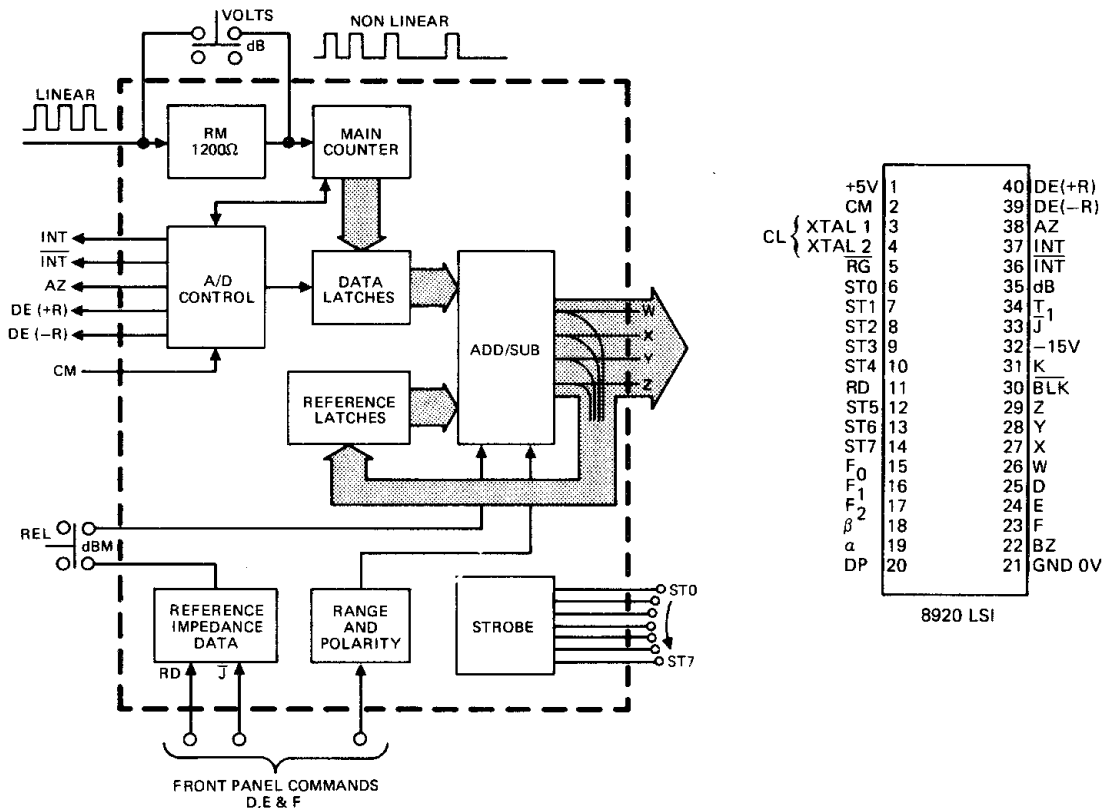 VOLTS
dB
NON LINEAR
LINEAR
RM
1200Ω
MAIN
COUNTER
INT
I̅N̅T̅
AZ
DE (+R)
DE (−R)
CM
A/D
CONTROL
DATA
LATCHES
REFERENCE
LATCHES
ADD/SUB
W
X
Y
Z
REL
dBM
REFERENCE
IMPEDANCE
DATA
RD
J̅
RANGE
AND
POLARITY
STROBE
ST0
ST7
FRONT PANEL COMMANDS
D,E & F
+5V 1 40 DE(+R)
CM 2 39 DE(−R)
CL { XTAL 1 3 38 AZ
XTAL 2 4 37 INT
R̅G̅ 5 36 I̅N̅T̅
ST0 6 35 dB
ST1 7 34 T1
ST2 8 33 J̅
ST3 9 32 −15V
ST4 10 31 K
RD 11 30 B̅L̅K̅
ST5 12 29 Z
ST6 13 28 Y
ST7 14 27 X
F0 15 26 W
F1 16 25 D
F2 17 24 E
β 18 23 F
α 19 22 BZ
DP 20 21 GND 0V
8920 LSI